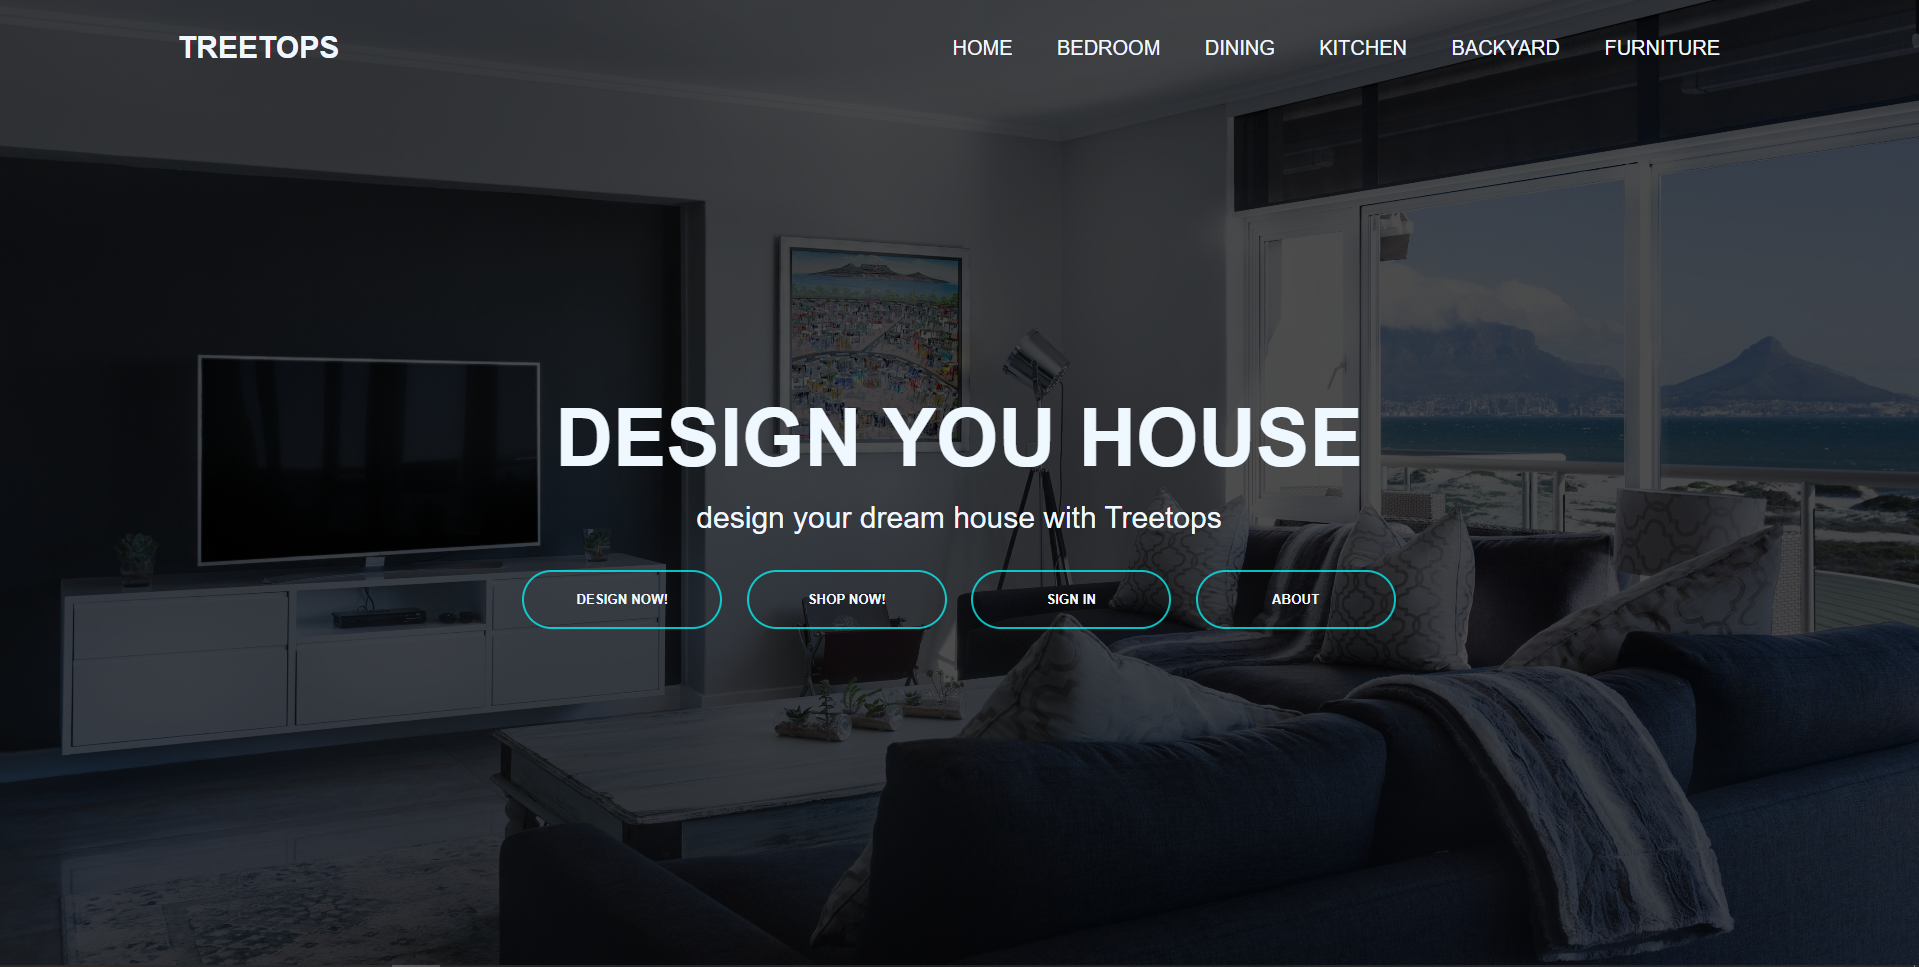 TREETOPS
HOME BEDROOM DINING KITCHEN BACKYARD FURNITURE
DESIGN YOU HOUSE
design your dream house with Treetops
DESIGN NOW! SHOP NOW! SIGN IN ABOUT